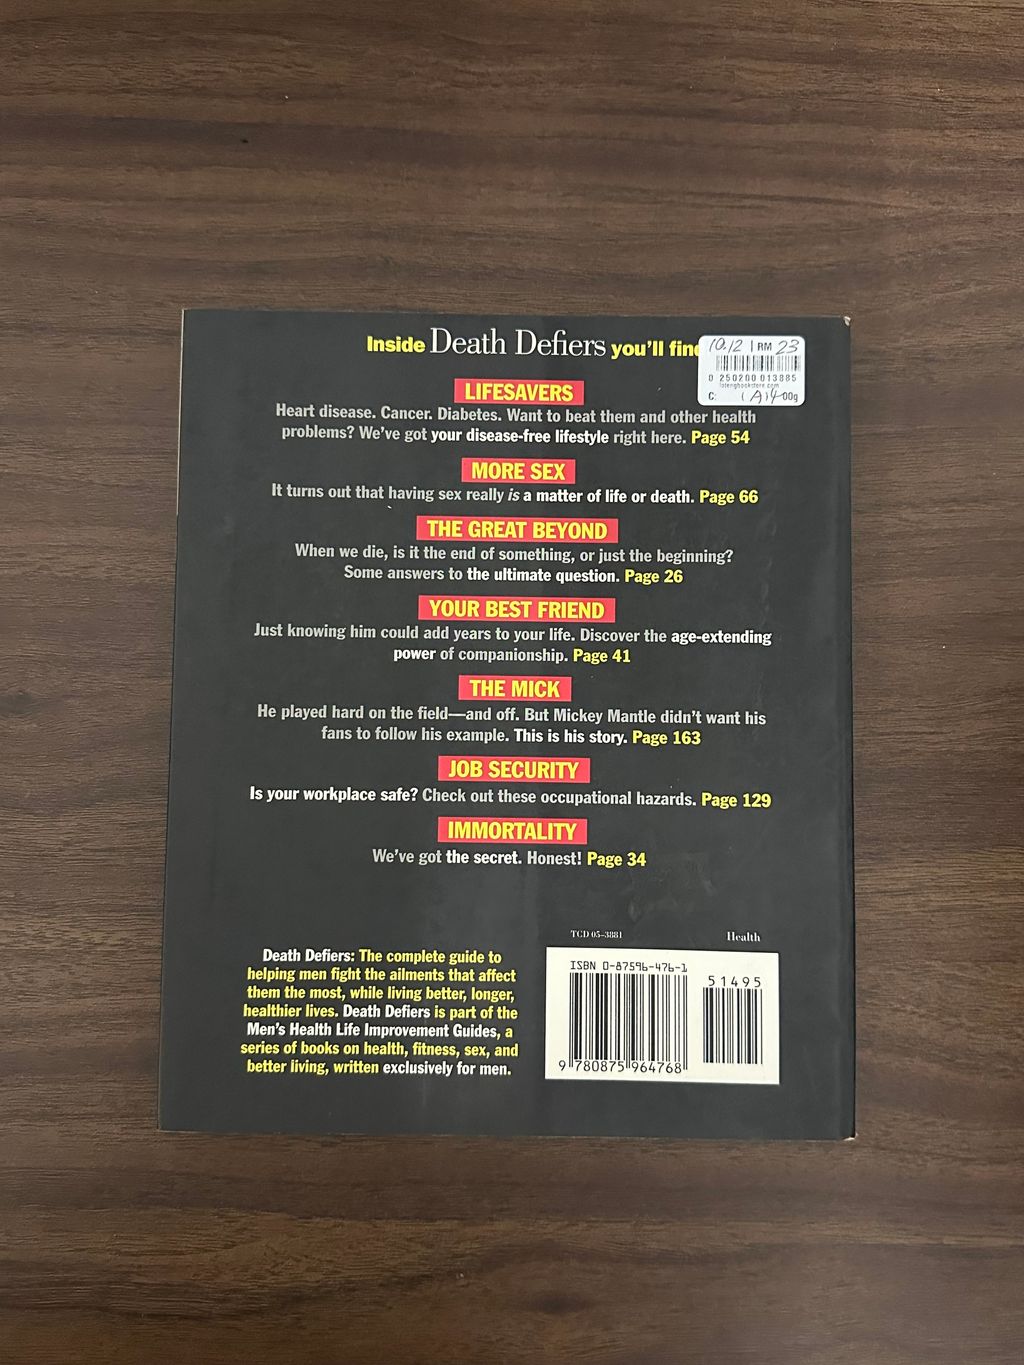 Inside Death Defiers you'll find
10.12 | RM 23
0 250200 013885
C: (A)4 00g
LIFESAVERS
Heart disease. Cancer. Diabetes. Want to beat them and other health
problems? We've got your disease-free lifestyle right here. Page 54
MORE SEX
It turns out that having sex really is a matter of life or death. Page 66
THE GREAT BEYOND
When we die, is it the end of something, or just the beginning?
Some answers to the ultimate question. Page 26
YOUR BEST FRIEND
Just knowing him could add years to your life. Discover the age-extending
power of companionship. Page 41
THE MICK
He played hard on the field—and off. But Mickey Mantle didn't want his
fans to follow his example. This is his story. Page 163
JOB SECURITY
Is your workplace safe? Check out these occupational hazards. Page 129
IMMORTALITY
We've got the secret. Honest! Page 34
Death Defiers: The complete guide to
helping men fight the ailments that affect
them the most, while living better, longer,
healthier lives. Death Defiers is part of the
Men's Health Life Improvement Guides, a
series of books on health, fitness, sex, and
better living, written exclusively for men.
TCD 05-3881
Health
ISBN 0-87596-476-1
51495
9 780875 964768